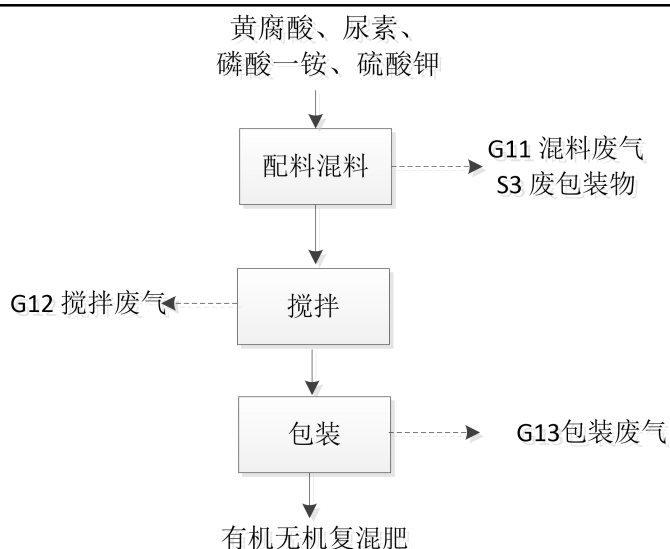 黄腐酸、尿素、
磷酸一铵、硫酸钾
配料混料
G11 混料废气
S3 废包装物
G12 搅拌废气
搅拌
包装
G13包装废气
有机无机复混肥